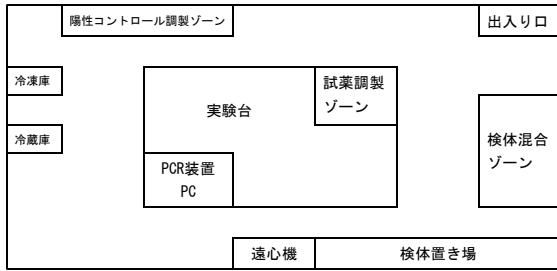 陽性コントロール調製ゾーン
出入り口
冷凍庫
試薬調製
ゾーン
実験台
冷蔵庫
検体混合
ゾーン
PCR装置
PC
遠心機
検体置き場